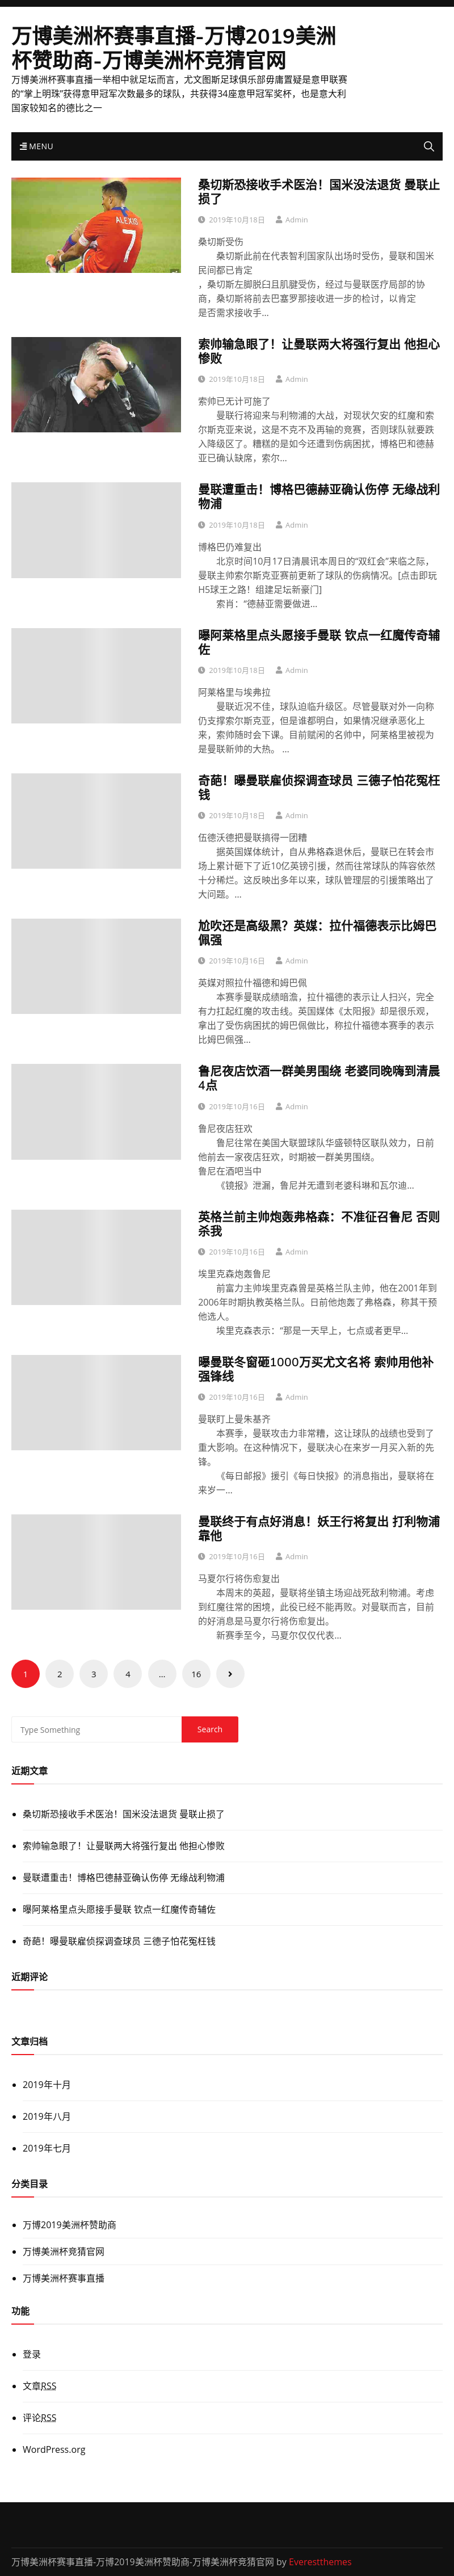 万博美洲杯赛事直播-万博2019美洲
杯赞助商-万博美洲杯竞猜官网
万博美洲杯赛事直播一举相中就足坛而言，尤文图斯足球俱乐部毋庸置疑是意甲联赛
的“掌上明珠”获得意甲冠军次数最多的球队，共获得34座意甲冠军奖杯，也是意大利
国家较知名的德比之一
MENU
桑切斯恐接收手术医治！国米没法退货 曼联止
损了
2019年10月18日 Admin
桑切斯受伤
桑切斯此前在代表智利国家队出场时受伤，曼联和国米
民间都已肯定
，桑切斯左脚脱臼且肌腱受伤，经过与曼联医疗局部的协
商，桑切斯将前去巴塞罗那接收进一步的检讨，以肯定
是否需求接收手...
索帅输急眼了！让曼联两大将强行复出 他担心
惨败
2019年10月18日 Admin
索帅已无计可施了
曼联行将迎来与利物浦的大战，对现状欠安的红魔和索
尔斯克亚来说，这是不克不及再输的竞赛，否则球队就要跌
入降级区了。糟糕的是如今还遭到伤病困扰，博格巴和德赫
亚已确认缺席，索尔...
曼联遭重击！博格巴德赫亚确认伤停 无缘战利
物浦
2019年10月18日 Admin
博格巴仍难复出
北京时间10月17日清晨讯本周日的“双红会”来临之际，
曼联主帅索尔斯克亚赛前更新了球队的伤病情况。[点击即玩
H5球王之路！组建足坛新豪门]
索肖：“德赫亚需要做进...
曝阿莱格里点头愿接手曼联 钦点一红魔传奇辅
佐
2019年10月18日 Admin
阿莱格里与埃弗拉
曼联近况不佳，球队迫临升级区。尽管曼联对外一向称
仍支撑索尔斯克亚，但是谁都明白，如果情况继承恶化上
来，索帅随时会下课。目前赋闲的名帅中，阿莱格里被视为
是曼联新帅的大热。 ...
奇葩！曝曼联雇侦探调查球员 三德子怕花冤枉
钱
2019年10月18日 Admin
伍德沃德把曼联搞得一团糟
据英国媒体统计，自从弗格森退休后，曼联已在转会市
场上累计砸下了近10亿英镑引援，然而往常球队的阵容依然
十分稀烂。这反映出多年以来，球队管理层的引援策略出了
大问题。...
尬吹还是高级黑？英媒：拉什福德表示比姆巴
佩强
2019年10月16日 Admin
英媒对照拉什福德和姆巴佩
本赛季曼联成绩暗澹，拉什福德的表示让人扫兴，完全
有力扛起红魔的攻击线。英国媒体《太阳报》却是很乐观，
拿出了受伤病困扰的姆巴佩做比，称拉什福德本赛季的表示
比姆巴佩强...
鲁尼夜店饮酒一群美男围绕 老婆同晚嗨到清晨
4点
2019年10月16日 Admin
鲁尼夜店狂欢
鲁尼往常在美国大联盟球队华盛顿特区联队效力，日前
他前去一家夜店狂欢，时期被一群美男围绕。
鲁尼在酒吧当中
《镜报》泄漏，鲁尼并无遭到老婆科琳和瓦尔迪...
英格兰前主帅炮轰弗格森：不准征召鲁尼 否则
杀我
2019年10月16日 Admin
埃里克森炮轰鲁尼
前富力主帅埃里克森曾是英格兰队主帅，他在2001年到
2006年时期执教英格兰队。日前他炮轰了弗格森，称其干预
他选人。
埃里克森表示：“那是一天早上，七点或者更早...
曝曼联冬窗砸1000万买尤文名将 索帅用他补
强锋线
2019年10月16日 Admin
曼联盯上曼朱基齐
本赛季，曼联攻击力非常糟，这让球队的战绩也受到了
重大影响。在这种情况下，曼联决心在来岁一月买入新的先
锋。
《每日邮报》援引《每日快报》的消息指出，曼联将在
来岁一...
曼联终于有点好消息！妖王行将复出 打利物浦
靠他
2019年10月16日 Admin
马夏尔行将伤愈复出
本周末的英超，曼联将坐镇主场迎战死敌利物浦。考虑
到红魔往常的困境，此役已经不能再败。对曼联而言，目前
的好消息是马夏尔行将伤愈复出。
新赛季至今，马夏尔仅仅代表...
1 2 3 4 … 16
Type Something Search
近期文章
桑切斯恐接收手术医治！国米没法退货 曼联止损了
索帅输急眼了！让曼联两大将强行复出 他担心惨败
曼联遭重击！博格巴德赫亚确认伤停 无缘战利物浦
曝阿莱格里点头愿接手曼联 钦点一红魔传奇辅佐
奇葩！曝曼联雇侦探调查球员 三德子怕花冤枉钱
近期评论
文章归档
2019年十月
2019年八月
2019年七月
分类目录
万博2019美洲杯赞助商
万博美洲杯竞猜官网
万博美洲杯赛事直播
功能
登录
文章RSS
评论RSS
WordPress.org
万博美洲杯赛事直播-万博2019美洲杯赞助商-万博美洲杯竞猜官网 by Everestthemes